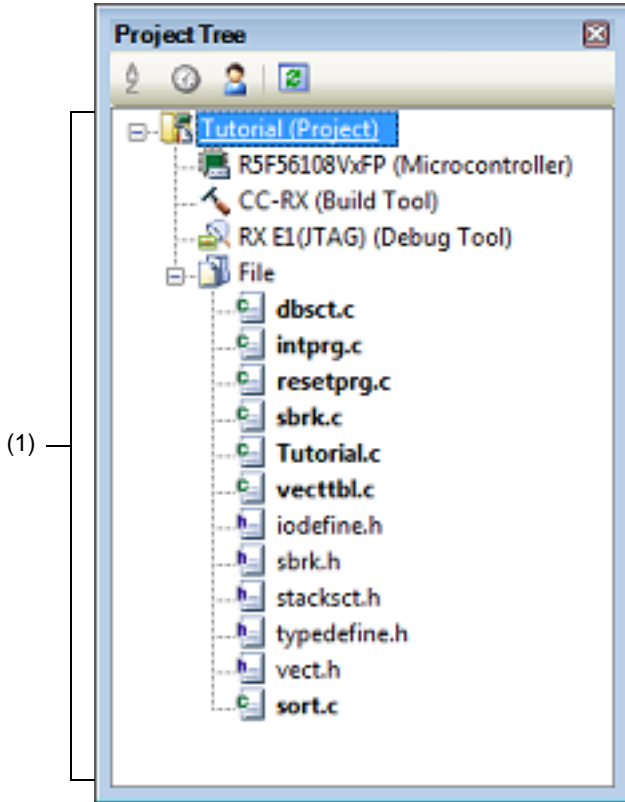 Project Tree
Tutorial (Project)
R5F56108VxFP (Microcontroller)
CC-RX (Build Tool)
RX E1(JTAG) (Debug Tool)
File
dbsct.c
intprg.c
resetprg.c
sbrk.c
(1)
Tutorial.c
vecttbl.c
iodefine.h
sbrk.h
stacksct.h
typedefine.h
vect.h
sort.c